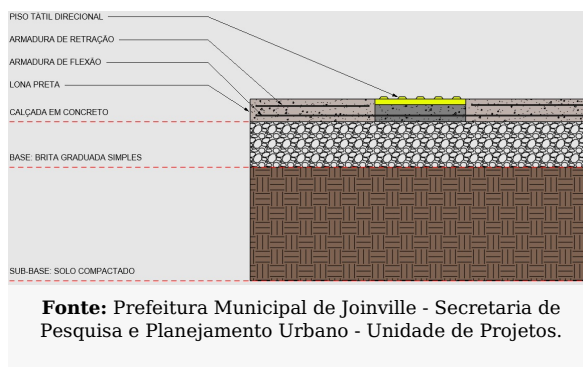 PISO TÁTIL DIRECIONAL
ARMADURA DE RETRAÇÃO
ARMADURA DE FLEXÃO
LONA PRETA
CALÇADA EM CONCRETO
BASE: BRITA GRADUADA SIMPLES
SUB-BASE: SOLO COMPACTADO
Fonte: Prefeitura Municipal de Joinville - Secretaria de
Pesquisa e Planejamento Urbano - Unidade de Projetos.